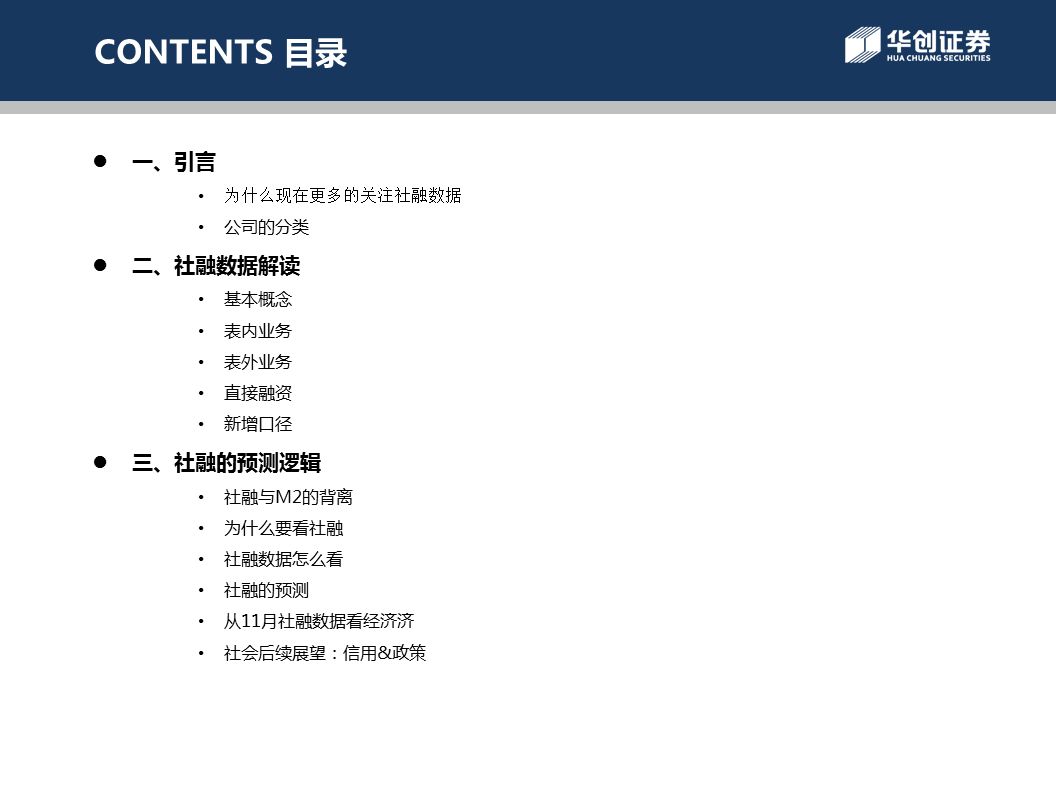 CONTENTS 目录
华创证券
HUA CHUANG SECURITIES
● 一、引言
• 为什么现在更多的关注社融数据
• 公司的分类
● 二、社融数据解读
• 基本概念
• 表内业务
• 表外业务
• 直接融资
• 新增口径
● 三、社融的预测逻辑
• 社融与M2的背离
• 为什么要看社融
• 社融数据怎么看
• 社融的预测
• 从11月社融数据看经济济
• 社会后续展望：信用&政策